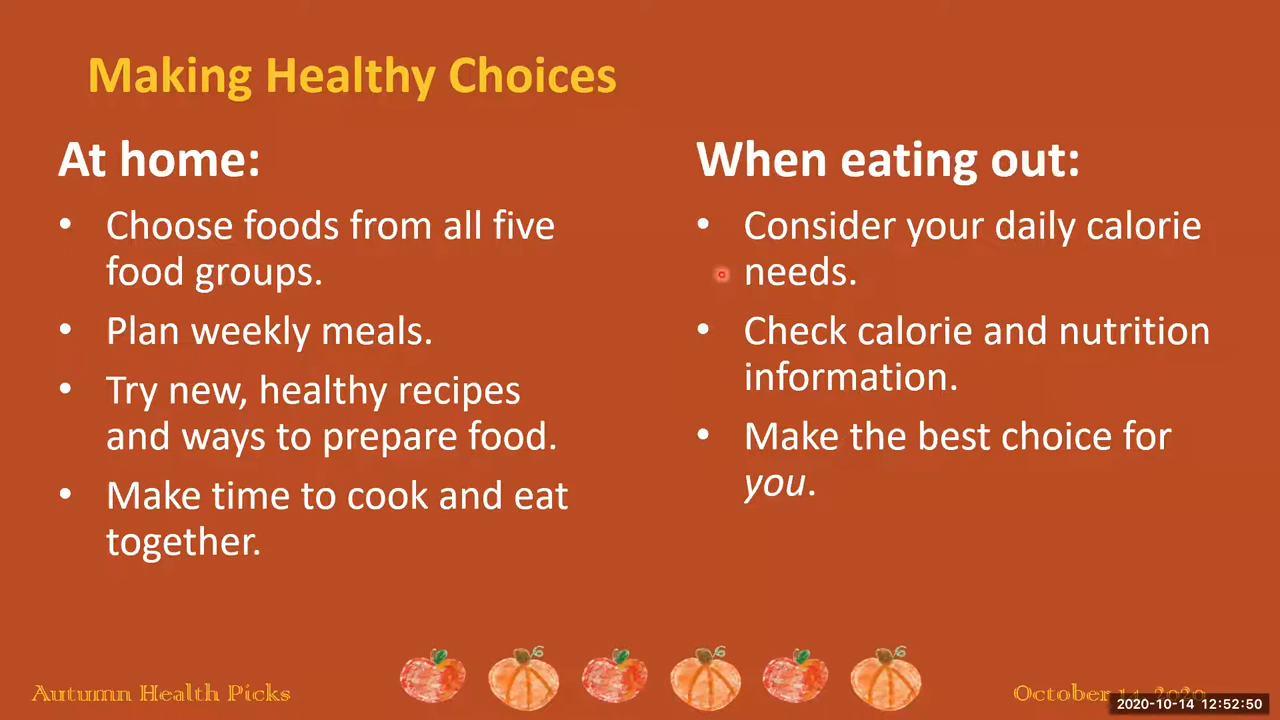 Making Healthy Choices
At home:
• Choose foods from all five
food groups.
• Plan weekly meals.
• Try new, healthy recipes
and ways to prepare food.
• Make time to cook and eat
together.
When eating out:
• Consider your daily calorie
needs.
• Check calorie and nutrition
information.
• Make the best choice for
you.
Autumn Health Picks
October 14, 2020
2020-10-14 12:52:50